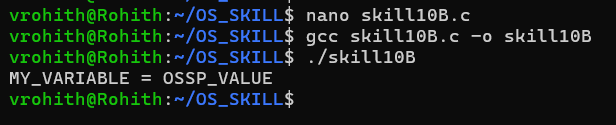 vrohith@Rohith:~/OS_SKILL$ nano skill10B.c
vrohith@Rohith:~/OS_SKILL$ gcc skill10B.c -o skill10B
vrohith@Rohith:~/OS_SKILL$ ./skill10B
MY_VARIABLE = OSSP_VALUE
vrohith@Rohith:~/OS_SKILL$